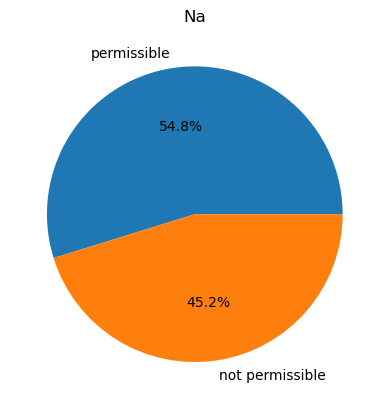 Na
permissible
54.8%
45.2%
not permissible